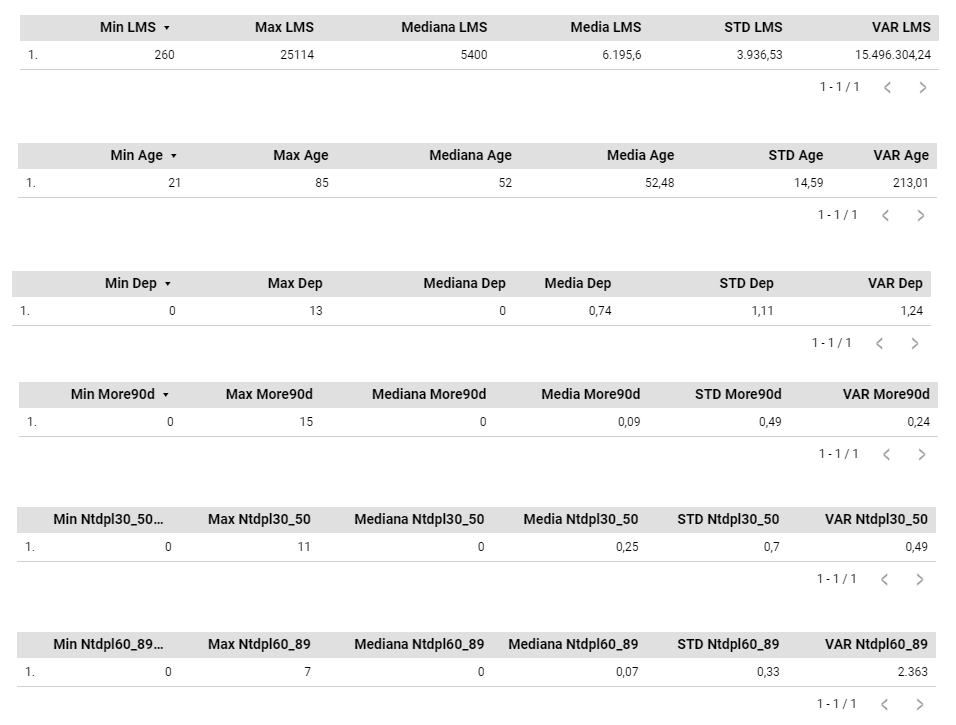 Min LMS Max LMS Mediana LMS Media LMS STD LMS VAR LMS
1. 260 25114 5400 6.195,6 3.936,53 15.496.304,24
1 - 1 / 1
Min Age Max Age Mediana Age Media Age STD Age VAR Age
1. 21 85 52 52,48 14,59 213,01
1 - 1 / 1
Min Dep Max Dep Mediana Dep Media Dep STD Dep VAR Dep
1. 0 13 0 0,74 1,11 1,24
1 - 1 / 1
Min More90d Max More90d Mediana More90d Media More90d STD More90d VAR More90d
1. 0 15 0 0,09 0,49 0,24
1 - 1 / 1
Min Ntdpl30_50... Max Ntdpl30_50 Mediana Ntdpl30_50 Media Ntdpl30_50 STD Ntdpl30_50 VAR Ntdpl30_50
1. 0 11 0 0,25 0,7 0,49
1 - 1 / 1
Min Ntdpl60_89... Max Ntdpl60_89 Mediana Ntdpl60_89 Mediana Ntdpl60_89 STD Ntdpl60_89 VAR Ntdpl60_89
1. 0 7 0 0,07 0,33 2.363
1 - 1 / 1